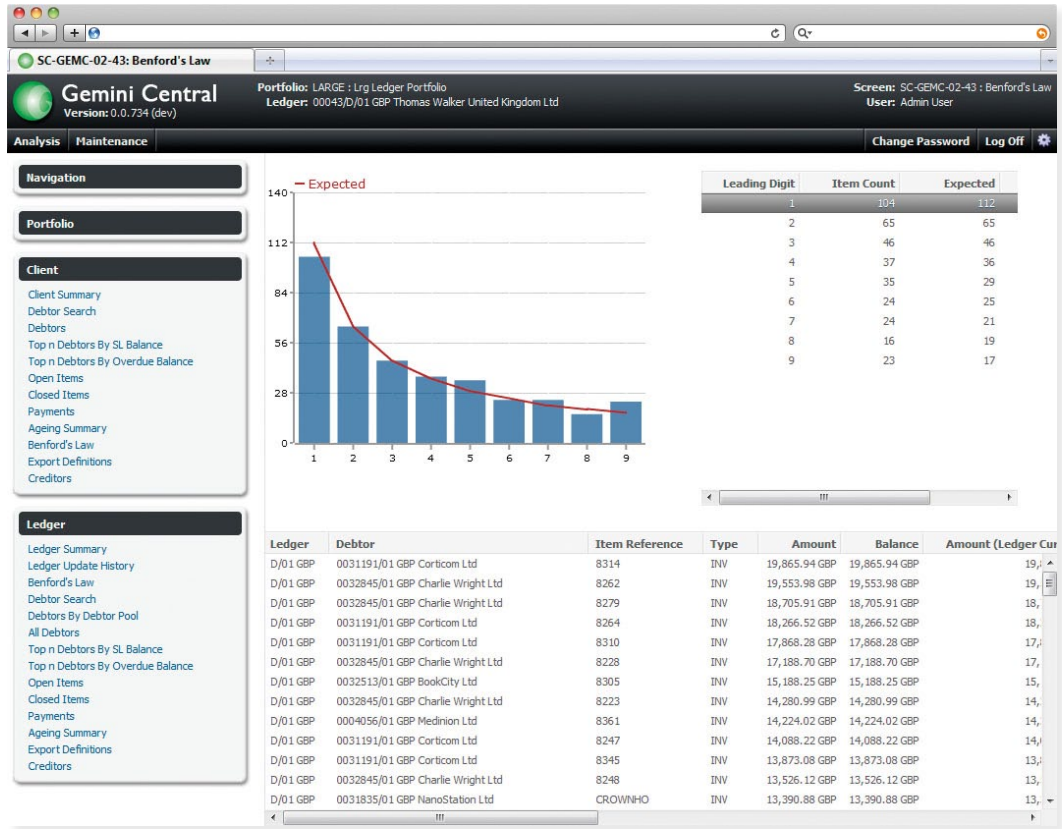 SC-GEMC-02-43: Benford's Law
Gemini Central
Version: 0.0.734 (dev)
Portfolio: LARGE : Lrg Ledger Portfolio
Ledger: 00043/D/01 GBP Thomas Walker United Kingdom Ltd
Screen: SC-GEMC-02-43 : Benford's Law
User: Admin User
Analysis Maintenance Change Password Log Off
Navigation
Portfolio
Client
Client Summary
Debtor Search
Debtors
Top n Debtors By SL Balance
Top n Debtors By Overdue Balance
Open Items
Closed Items
Payments
Ageing Summary
Benford's Law
Export Definitions
Creditors
Ledger
Ledger Summary
Ledger Update History
Benford's Law
Debtor Search
Debtors By Debtor Pool
All Debtors
Top n Debtors By SL Balance
Top n Debtors By Overdue Balance
Open Items
Closed Items
Payments
Ageing Summary
Export Definitions
Creditors
Expected
140
112
84
56
28
0
1 2 3 4 5 6 7 8 9
Leading Digit Item Count Expected
1 104 112
2 65 65
3 46 46
4 37 36
5 35 29
6 24 25
7 24 21
8 16 19
9 23 17
Ledger Debtor Item Reference Type Amount Balance Amount (Ledger Cur
D/01 GBP 0031191/01 GBP Corticom Ltd 8314 INV 19,865.94 GBP 19,865.94 GBP 19,
D/01 GBP 0032845/01 GBP Charlie Wright Ltd 8262 INV 19,553.98 GBP 19,553.98 GBP 19,
D/01 GBP 0032845/01 GBP Charlie Wright Ltd 8279 INV 18,705.91 GBP 18,705.91 GBP 18,
D/01 GBP 0031191/01 GBP Corticom Ltd 8264 INV 18,266.52 GBP 18,266.52 GBP 18,
D/01 GBP 0031191/01 GBP Corticom Ltd 8310 INV 17,868.28 GBP 17,868.28 GBP 17,
D/01 GBP 0032845/01 GBP Charlie Wright Ltd 8228 INV 17,188.70 GBP 17,188.70 GBP 17,
D/01 GBP 0032513/01 GBP BookCity Ltd 8305 INV 15,188.25 GBP 15,188.25 GBP 15,
D/01 GBP 0032845/01 GBP Charlie Wright Ltd 8223 INV 14,280.99 GBP 14,280.99 GBP 14,
D/01 GBP 0004056/01 GBP Medinion Ltd 8361 INV 14,224.02 GBP 14,224.02 GBP 14,
D/01 GBP 0031191/01 GBP Corticom Ltd 8247 INV 14,088.22 GBP 14,088.22 GBP 14,
D/01 GBP 0031191/01 GBP Corticom Ltd 8345 INV 13,873.08 GBP 13,873.08 GBP 13,
D/01 GBP 0032845/01 GBP Charlie Wright Ltd 8248 INV 13,526.12 GBP 13,526.12 GBP 13,
D/01 GBP 0031835/01 GBP NanoStation Ltd CROWNHO INV 13,390.88 GBP 13,390.88 GBP 13,